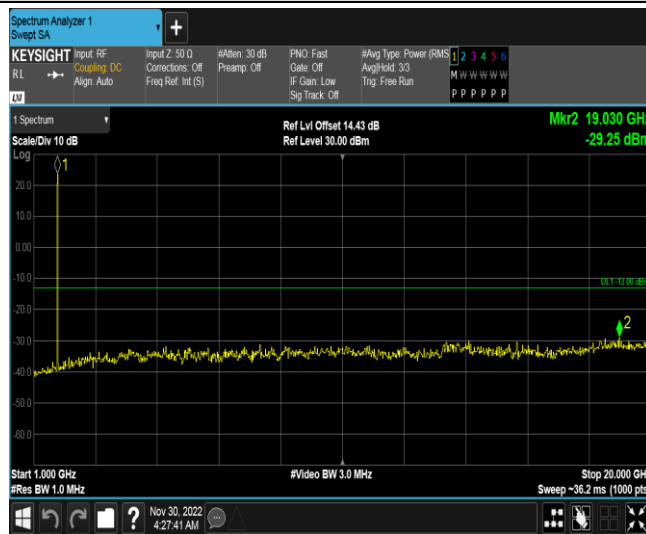 Spectrum Analyzer 1
Swept SA
+
KEYSIGHT
RL
LXI
Input: RF
Coupling: DC
Align: Auto
Input Z: 50 Ω
Corrections: Off
Freq Ref: Int (S)
#Atten: 30 dB
Preamp: Off
PNO: Fast
Gate: Off
IF Gain: Low
Sig Track: Off
#Avg Type: Power (RMS
Avg|Hold: 3/3
Trig: Free Run
1 2 3 4 5 6
M W W W W W
P P P P P P
1 Spectrum
Scale/Div 10 dB
Log
Ref Lvl Offset 14.43 dB
Ref Level 30.00 dBm
Mkr2 19.030 GHz
-29.25 dBm
1
20.0
10.0
0.00
-10.0
DL1 -13.00 dBm
-20.0
2
-30.0
-40.0
-50.0
-60.0
Start 1.000 GHz
#Res BW 1.0 MHz
#Video BW 3.0 MHz
Stop 20.000 GH
Sweep ~36.2 ms (1000 pts
?
Nov 30, 2022
4:27:41 AM